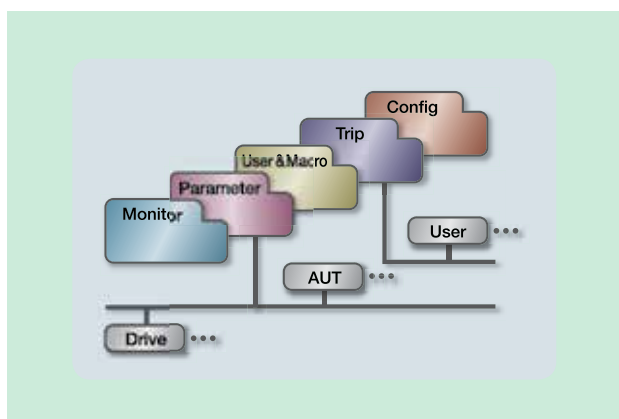 Config
Trip
User & Macro
Parameter
Monitor
User
AUT
Drive